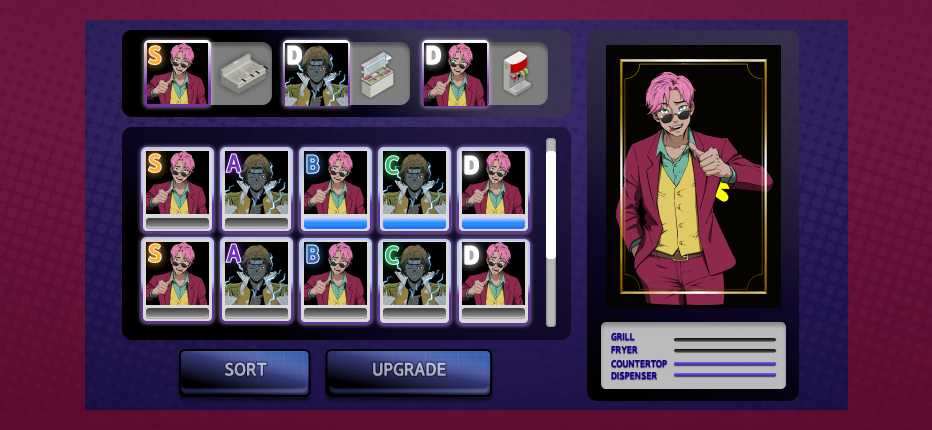 S
D
D
S
A
B
C
D
S
A
B
C
D
SORT
UPGRADE
GRILL
FRYER
COUNTERTOP
DISPENSER